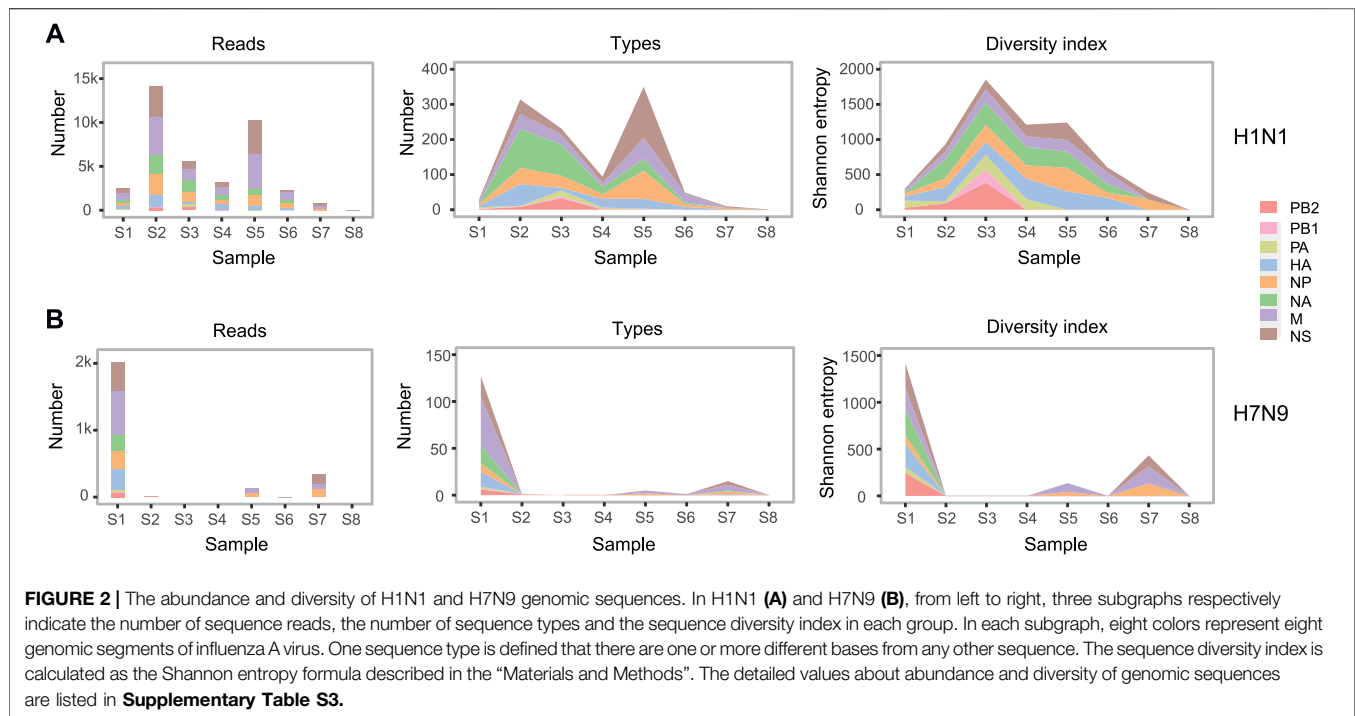 A
Reads
Types
Diversity index
15k
10k
5k
0
Number
S1 S2 S3 S4 S5 S6 S7 S8
Sample
400
300
200
100
0
Number
S1 S2 S3 S4 S5 S6 S7 S8
Sample
2000
1500
1000
500
0
Shannon entropy
S1 S2 S3 S4 S5 S6 S7 S8
Sample
H1N1
PB2
PB1
PA
HA
NP
NA
M
NS
B
Reads
Types
Diversity index
2k
1k
0
Number
S1 S2 S3 S4 S5 S6 S7 S8
Sample
150
100
50
0
Number
S1 S2 S3 S4 S5 S6 S7 S8
Sample
1500
1000
500
0
Shannon entropy
S1 S2 S3 S4 S5 S6 S7 S8
Sample
H7N9
FIGURE 2 | The abundance and diversity of H1N1 and H7N9 genomic sequences. In H1N1 (A) and H7N9 (B), from left to right, three subgraphs respectively
indicate the number of sequence reads, the number of sequence types and the sequence diversity index in each group. In each subgraph, eight colors represent eight
genomic segments of influenza A virus. One sequence type is defined that there are one or more different bases from any other sequence. The sequence diversity index is
calculated as the Shannon entropy formula described in the “Materials and Methods”. The detailed values about abundance and diversity of genomic sequences
are listed in Supplementary Table S3.